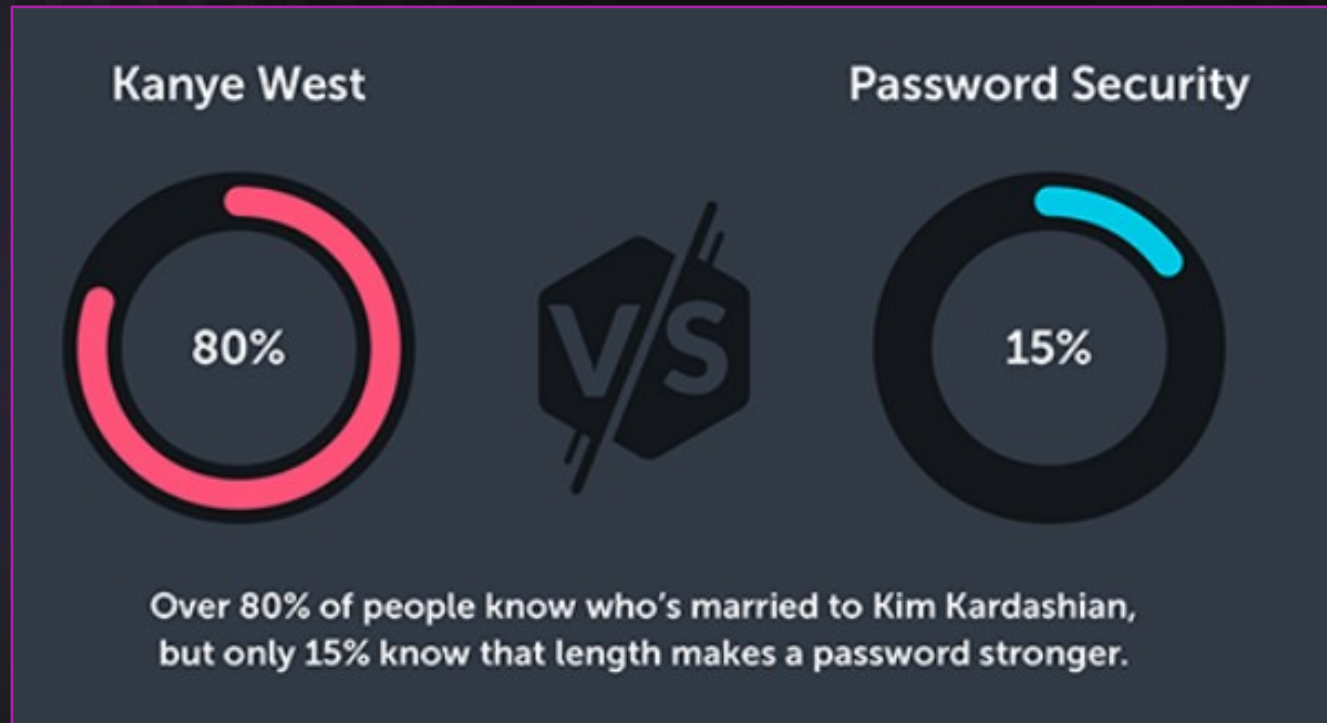 Kanye West
Password Security
80%
VS
15%
Over 80% of people know who's married to Kim Kardashian,
but only 15% know that length makes a password stronger.